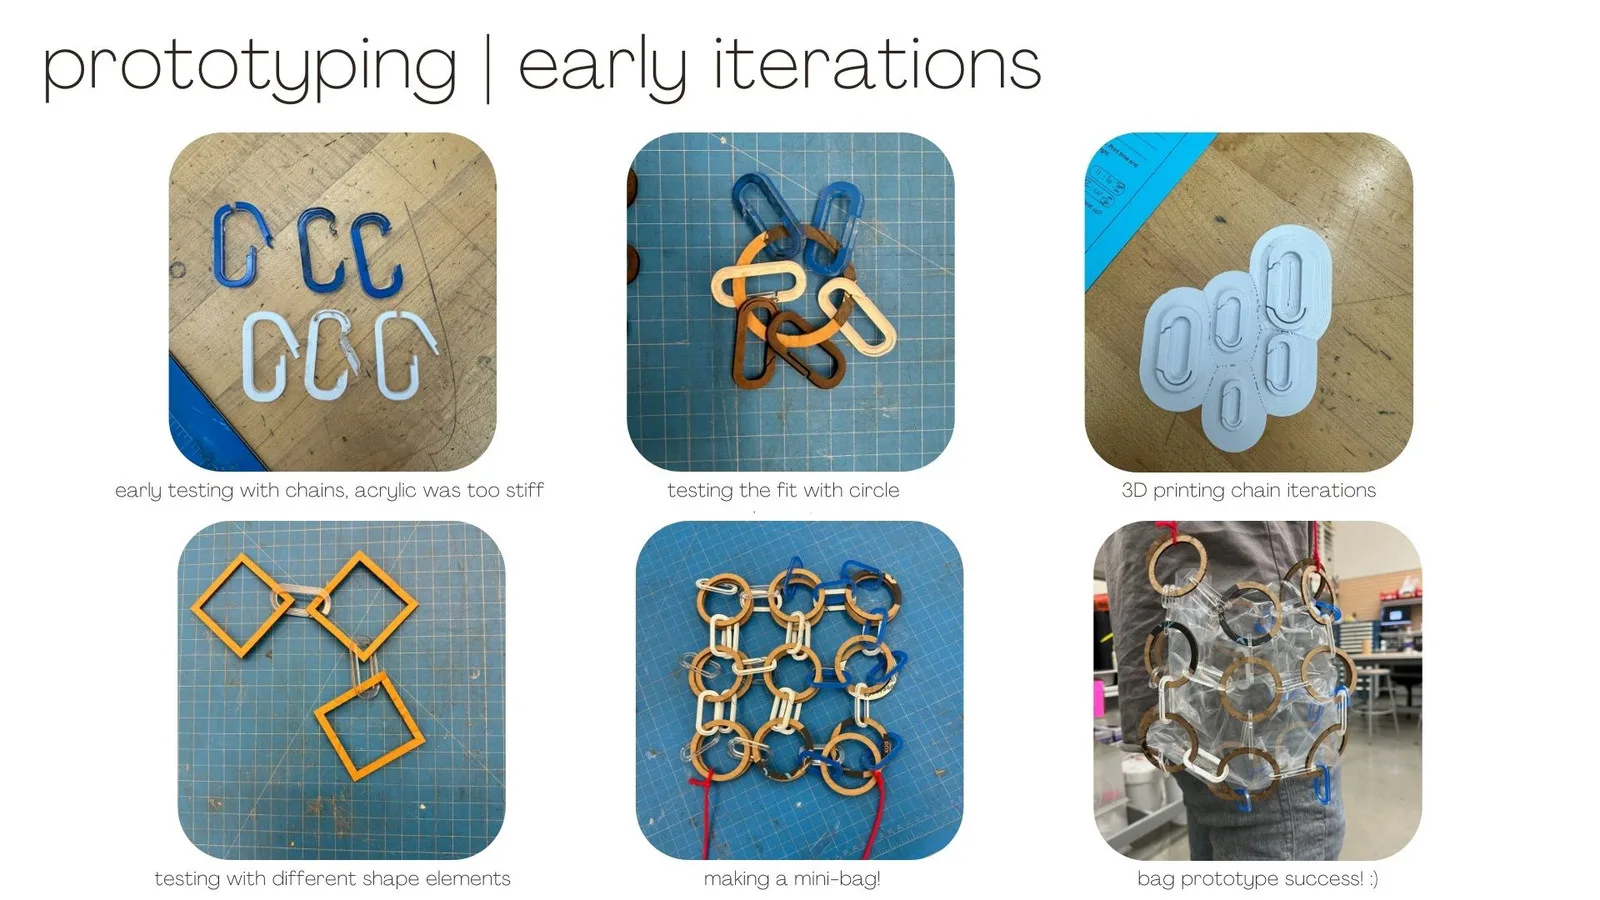 prototyping | early iterations
early testing with chains, acrylic was too stiff
testing the fit with circle
3D printing chain iterations
testing with different shape elements
making a mini-bag!
bag prototype success! :)